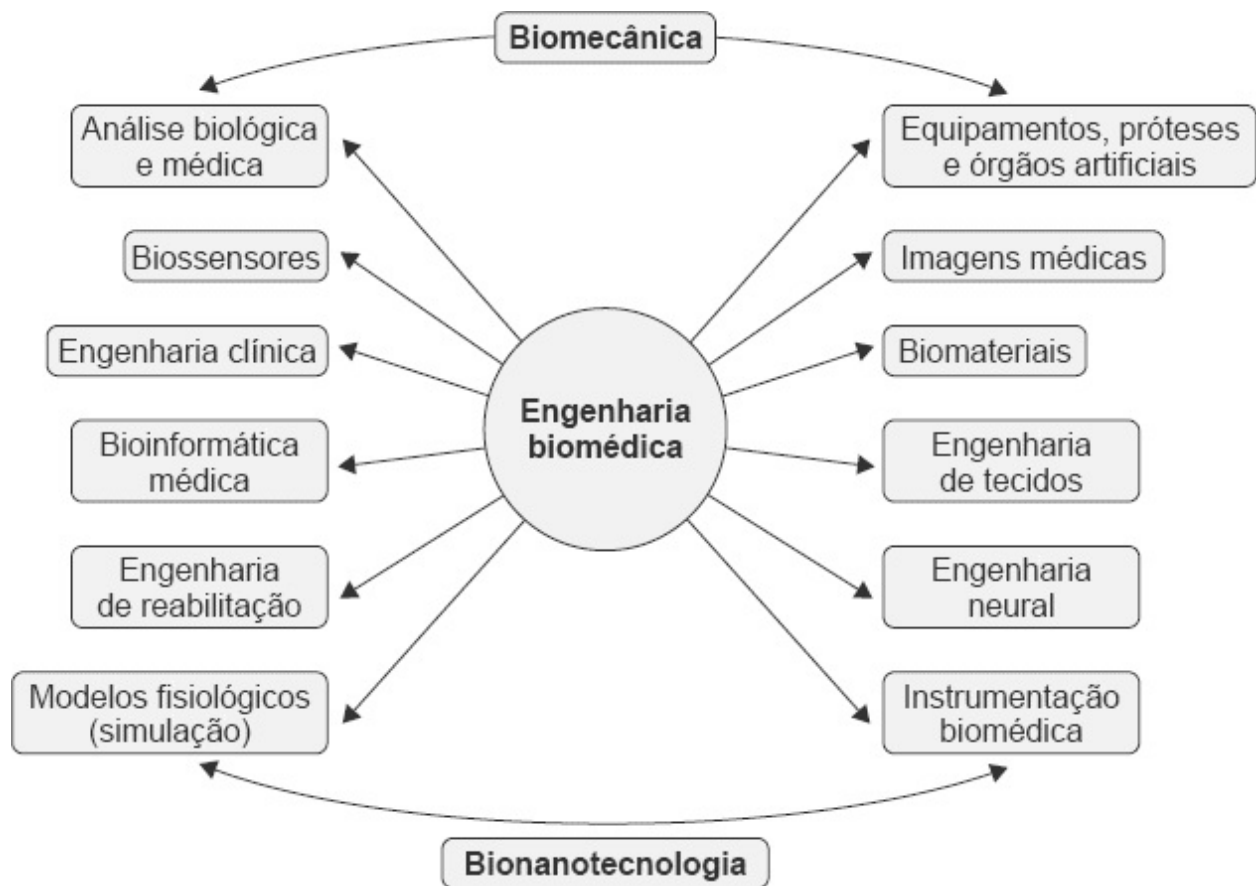 Biomecânica
Análise biológica
e médica
Equipamentos, próteses
e órgãos artificiais
Biossensores
Imagens médicas
Engenharia clínica
Biomateriais
Engenharia
biomédica
Bioinformática
médica
Engenharia
de tecidos
Engenharia
de reabilitação
Engenharia
neural
Modelos fisiológicos
(simulação)
Instrumentação
biomédica
Bionanotecnologia